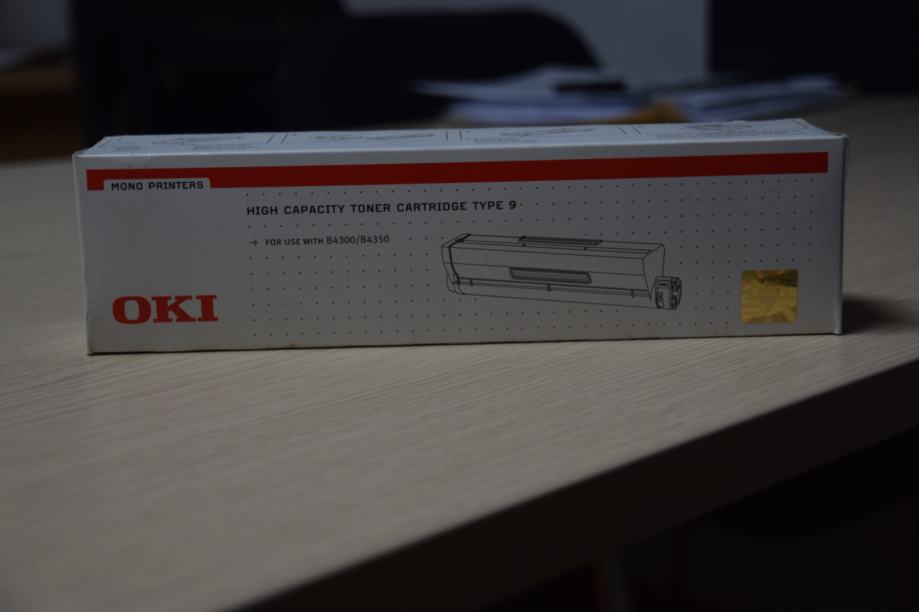 MONO PRINTERS
HIGH CAPACITY TONER CARTRIDGE TYPE 9
→ FOR USE WITH B4300/B4350
OKI